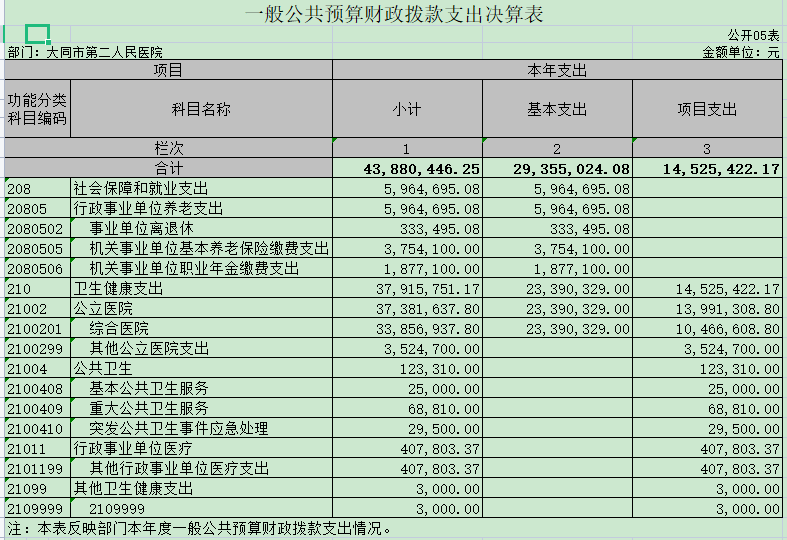 一般公共预算财政拨款支出决算表
公开05表
部门：大同市第二人民医院 金额单位：元
项目 本年支出
功能分类科目编码 科目名称 小计 基本支出 项目支出
栏次 1 2 3
合计 43,880,446.25 29,355,024.08 14,525,422.17
208 社会保障和就业支出 5,964,695.08 5,964,695.08
20805 行政事业单位养老支出 5,964,695.08 5,964,695.08
2080502 事业单位离退休 333,495.08 333,495.08
2080505 机关事业单位基本养老保险缴费支出 3,754,100.00 3,754,100.00
2080506 机关事业单位职业年金缴费支出 1,877,100.00 1,877,100.00
210 卫生健康支出 37,915,751.17 23,390,329.00 14,525,422.17
21002 公立医院 37,381,637.80 23,390,329.00 13,991,308.80
2100201 综合医院 33,856,937.80 23,390,329.00 10,466,608.80
2100299 其他公立医院支出 3,524,700.00 3,524,700.00
21004 公共卫生 123,310.00 123,310.00
2100408 基本公共卫生服务 25,000.00 25,000.00
2100409 重大公共卫生服务 68,810.00 68,810.00
2100410 突发公共卫生事件应急处理 29,500.00 29,500.00
21011 行政事业单位医疗 407,803.37 407,803.37
2101199 其他行政事业单位医疗支出 407,803.37 407,803.37
21099 其他卫生健康支出 3,000.00 3,000.00
2109999 2109999 3,000.00 3,000.00
注：本表反映部门本年度一般公共预算财政拨款支出情况。